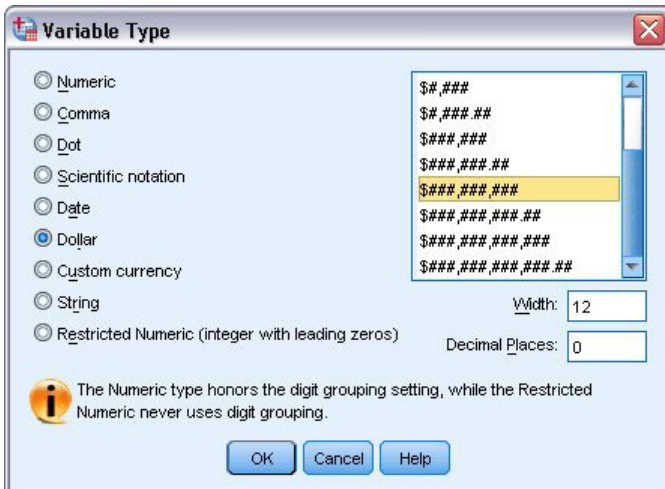 Variable Type
Numeric
Comma
Dot
Scientific notation
Date
Dollar
Custom currency
String
Restricted Numeric (integer with leading zeros)
$#,###
$#,###.##
$###,###
$###,###.##
$###,###,###
$###,###,###.##
$###,###,###,###
$###,###,###,###.##
Width: 12
Decimal Places: 0
The Numeric type honors the digit grouping setting, while the Restricted
Numeric never uses digit grouping.
OK Cancel Help